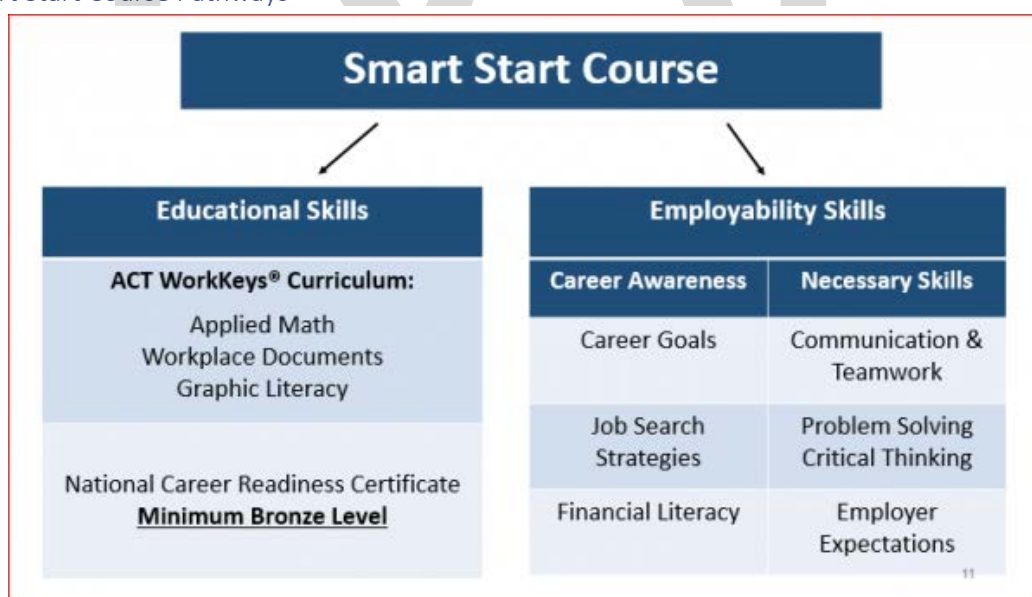 Smart Start Course
Educational Skills
ACT WorkKeys® Curriculum:
Applied Math
Workplace Documents
Graphic Literacy
National Career Readiness Certificate
Minimum Bronze Level
Employability Skills
Career Awareness
Necessary Skills
Career Goals
Communication &
Teamwork
Job Search
Strategies
Problem Solving
Critical Thinking
Financial Literacy
Employer
Expectations
11